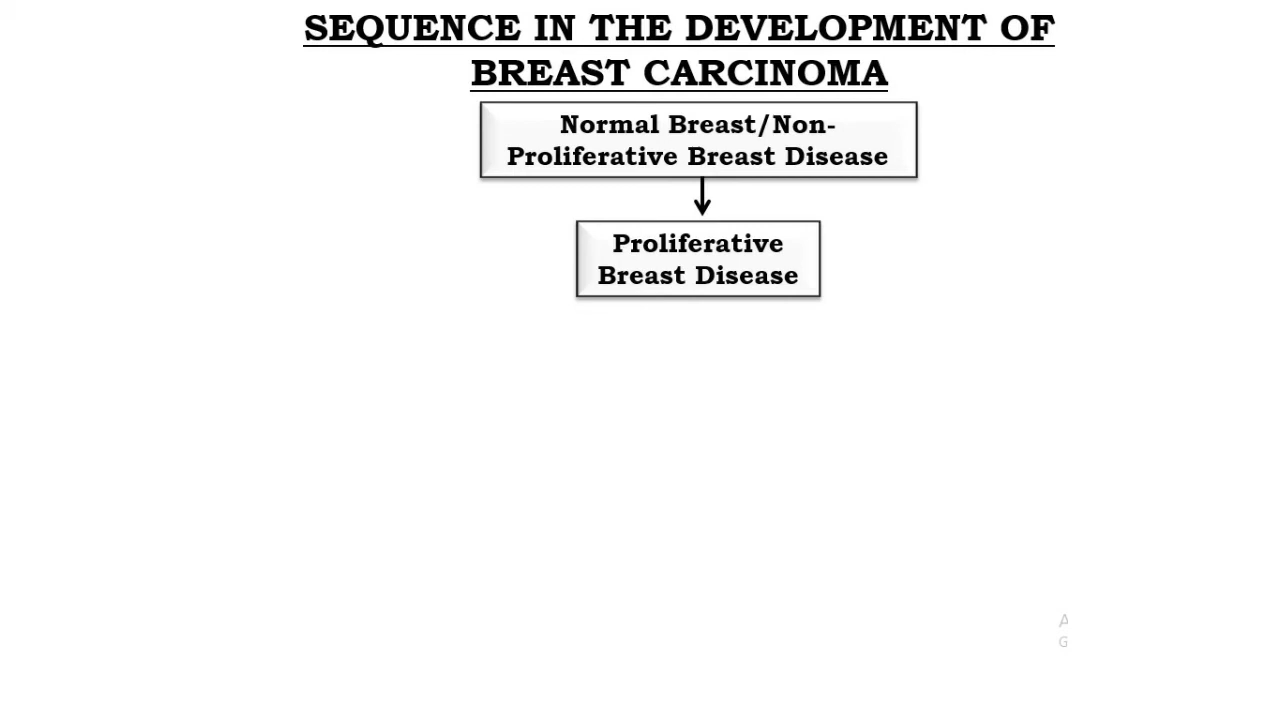 SEQUENCE IN THE DEVELOPMENT OF
BREAST CARCINOMA
Normal Breast/Non-
Proliferative Breast Disease
Proliferative
Breast Disease
A
G